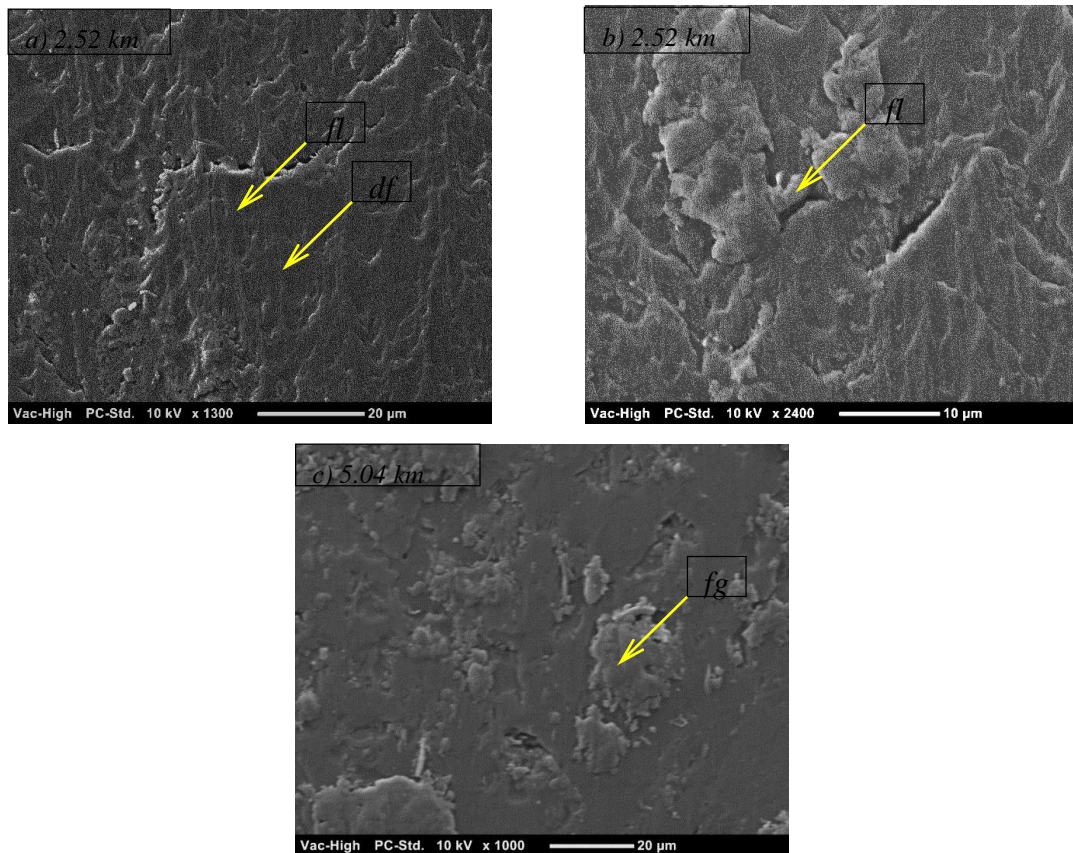 a) 2.52 km
fl
df
Vac-High PC-Std. 10 kV x 1300 20 µm
b) 2.52 km
fl
Vac-High PC-Std. 10 kV x 2400 10 µm
c) 5.04 km
fg
Vac-High PC-Std. 10 kV x 1000 20 µm